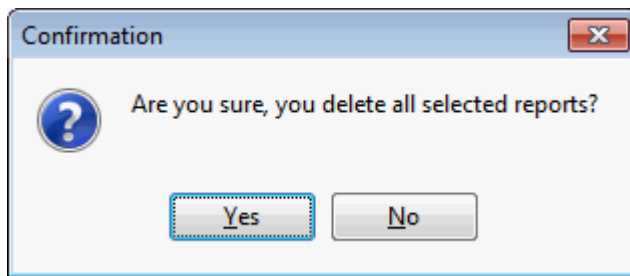 Confirmation
Are you sure, you delete all selected reports?
Yes
No